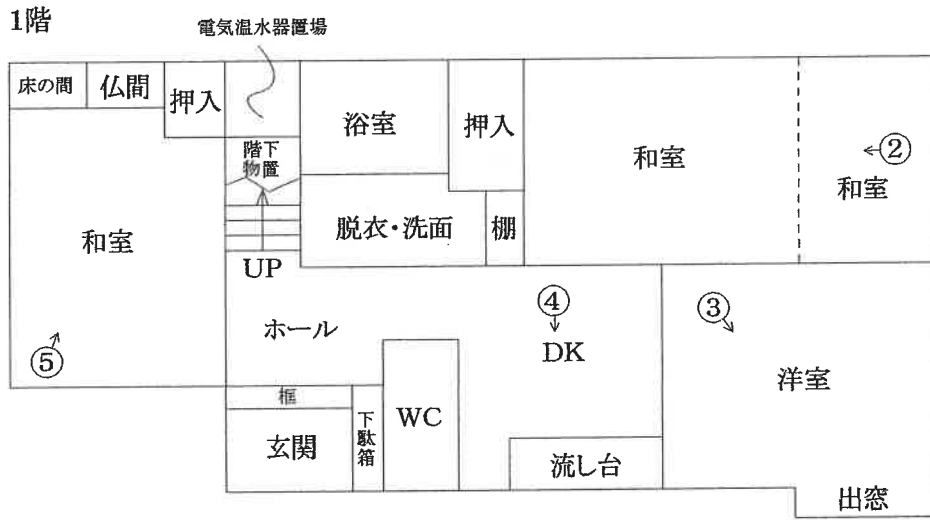 1階
電気温水器置場
床の間
仏間
押入
浴室
押入
和室
②
和室
階下
物置
和室
脱衣・洗面
棚
UP
ホール
④
DK
③
洋室
⑤
框
玄関
下駄箱
WC
流し台
出窓